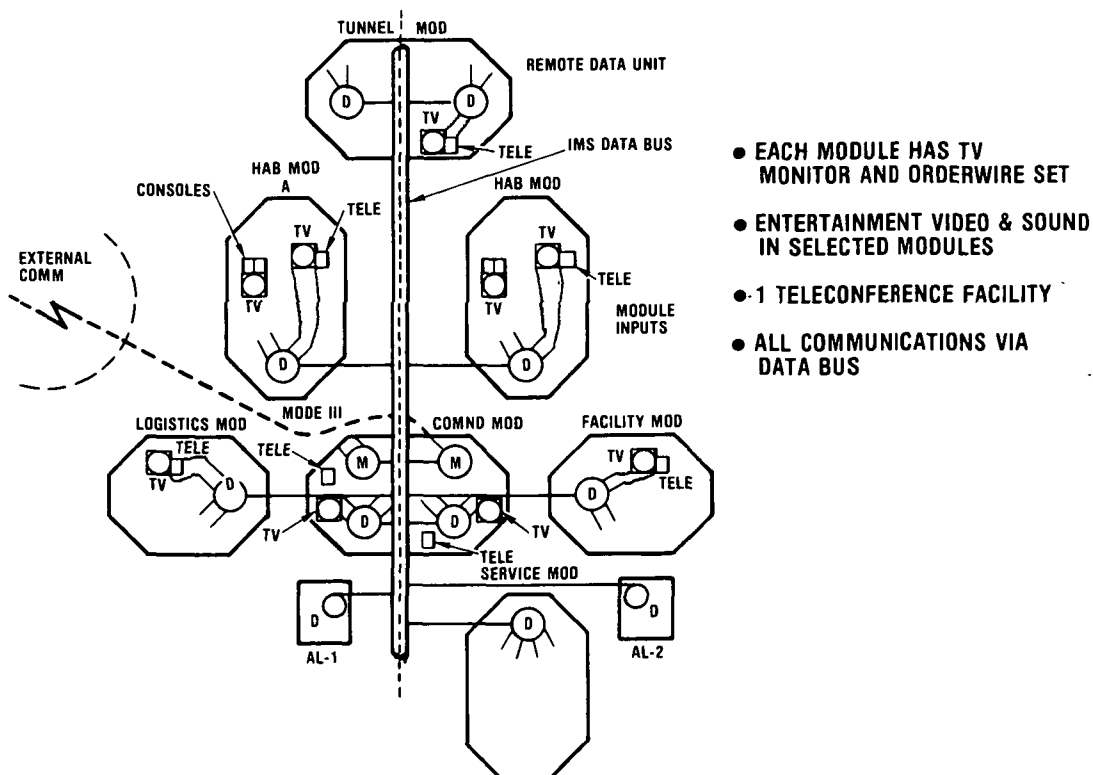 TUNNEL MOD
REMOTE DATA UNIT
D
D
TV
TELE
IMS DATA BUS
HAB MOD
A
CONSOLES
TV
TELE
TV
D
HAB MOD
TV
TELE
TV
MODULE
INPUTS
D
EXTERNAL
COMM
MODE III
LOGISTICS MOD
TELE
TV
D
COMND MOD
TELE
M
M
TV
D
D
TV
TELE
FACILITY MOD
TV
TELE
D
SERVICE MOD
D
AL-1
D
AL-2
D
● EACH MODULE HAS TV
MONITOR AND ORDERWIRE SET
● ENTERTAINMENT VIDEO & SOUND
IN SELECTED MODULES
● 1 TELECONFERENCE FACILITY
● ALL COMMUNICATIONS VIA
DATA BUS